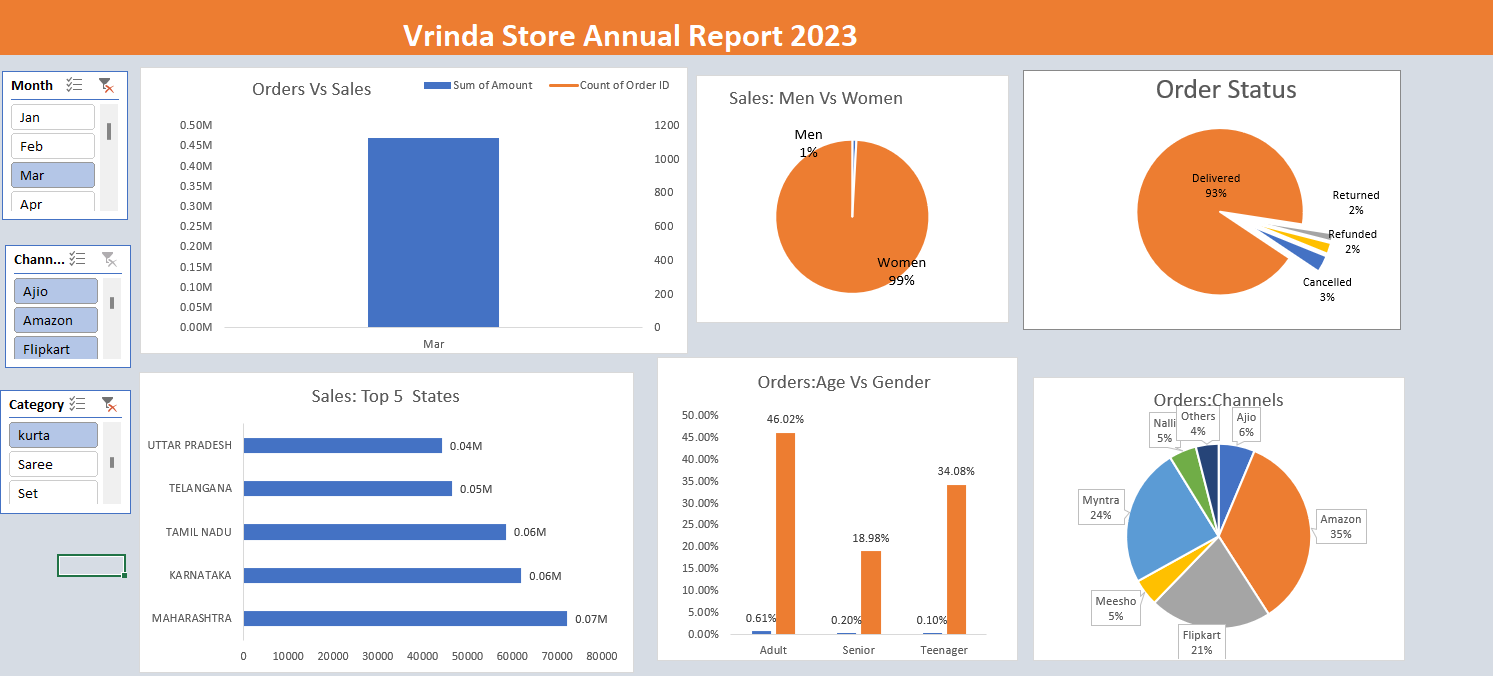 Vrinda Store Annual Report 2023
Month
Jan
Feb
Mar
Apr
Chann...
Ajio
Amazon
Flipkart
Category
kurta
Saree
Set
Orders Vs Sales
Sum of Amount
Count of Order ID
0.50M
0.45M
0.40M
0.35M
0.30M
0.25M
0.20M
0.15M
0.10M
0.05M
0.00M
1200
1000
800
600
400
200
0
Mar
Sales: Men Vs Women
Men
1%
Women
99%
Order Status
Delivered
93%
Returned
2%
Refunded
2%
Cancelled
3%
Sales: Top 5 States
UTTAR PRADESH
0.04M
TELANGANA
0.05M
TAMIL NADU
0.06M
KARNATAKA
0.06M
MAHARASHTRA
0.07M
0 10000 20000 30000 40000 50000 60000 70000 80000
Orders:Age Vs Gender
50.00%
45.00%
40.00%
35.00%
30.00%
25.00%
20.00%
15.00%
10.00%
5.00%
0.00%
46.02%
34.08%
18.98%
0.61%
0.20%
0.10%
Adult
Senior
Teenager
Orders:Channels
Nalli
5%
Others
4%
Ajio
6%
Myntra
24%
Amazon
35%
Meesho
5%
Flipkart
21%